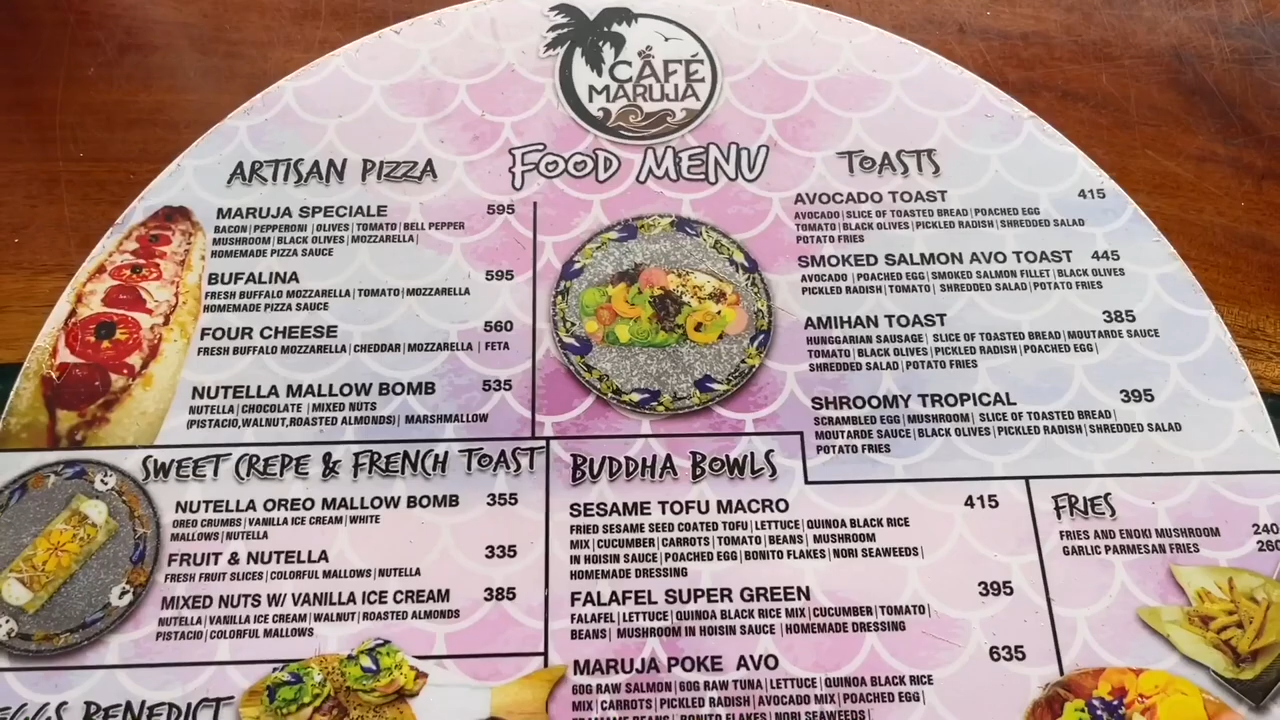 CAFÉ
MARUJA
FOOD MENU
ARTISAN PIZZA
MARUJA SPECIALE 595
BACON | PEPPERONI | OLIVES | TOMATO | BELL PEPPER
MUSHROOM | BLACK OLIVES | MOZZARELLA |
HOMEMADE PIZZA SAUCE
BUFALINA 595
FRESH BUFFALO MOZZARELLA | TOMATO | MOZZARELLA
HOMEMADE PIZZA SAUCE
FOUR CHEESE 560
FRESH BUFFALO MOZZARELLA | CHEDDAR | MOZZARELLA | FETA
NUTELLA MALLOW BOMB 535
NUTELLA | CHOCOLATE | MIXED NUTS
(PISTACIO,WALNUT,ROASTED ALMONDS) | MARSHMALLOW
TOASTS
AVOCADO TOAST 415
AVOCADO | SLICE OF TOASTED BREAD | POACHED EGG
TOMATO | BLACK OLIVES | PICKLED RADISH | SHREDDED SALAD
POTATO FRIES
SMOKED SALMON AVO TOAST 445
AVOCADO | POACHED EGG | SMOKED SALMON FILLET | BLACK OLIVES
PICKLED RADISH | TOMATO | SHREDDED SALAD | POTATO FRIES
AMIHAN TOAST 385
HUNGGARIAN SAUSAGE | SLICE OF TOASTED BREAD | MOUTARDE SAUCE
TOMATO | BLACK OLIVES | PICKLED RADISH | POACHED EGG |
SHREDDED SALAD | POTATO FRIES
SHROOMY TROPICAL 395
SCRAMBLED EGG | MUSHROOM | SLICE OF TOASTED BREAD |
MOUTARDE SAUCE | BLACK OLIVES | PICKLED RADISH | SHREDDED SALAD
POTATO FRIES
SWEET CREPE & FRENCH TOAST
NUTELLA OREO MALLOW BOMB 355
OREO CRUMBS | VANILLA ICE CREAM | WHITE
MALLOWS | NUTELLA
FRUIT & NUTELLA 335
FRESH FRUIT SLICES | COLORFUL MALLOWS | NUTELLA
MIXED NUTS W/ VANILLA ICE CREAM 385
NUTELLA | VANILLA ICE CREAM | WALNUT | ROASTED ALMONDS
PISTACIO | COLORFUL MALLOWS
BUDDHA BOWLS
SESAME TOFU MACRO 415
FRIED SESAME SEED COATED TOFU | LETTUCE | QUINOA BLACK RICE
MIX | CUCUMBER | CARROTS | TOMATO | BEANS | MUSHROOM
IN HOISIN SAUCE | POACHED EGG | BONITO FLAKES | NORI SEAWEEDS |
HOMEMADE DRESSING
FALAFEL SUPER GREEN 395
FALAFEL | LETTUCE | QUINOA BLACK RICE MIX | CUCUMBER | TOMATO |
BEANS | MUSHROOM IN HOISIN SAUCE | HOMEMADE DRESSING
MARUJA POKE AVO 635
60G RAW SALMON | 60G RAW TUNA | LETTUCE | QUINOA BLACK RICE
MIX | CARROTS | PICKLED RADISH | AVOCADO MIX | POACHED EGG |
EDAMAME BEANS | BONITO FLAKES | NORI SEAWEEDS |
FRIES
FRIES AND ENOKI MUSHROOM 240
GARLIC PARMESAN FRIES 260
EGGS BENEDICT